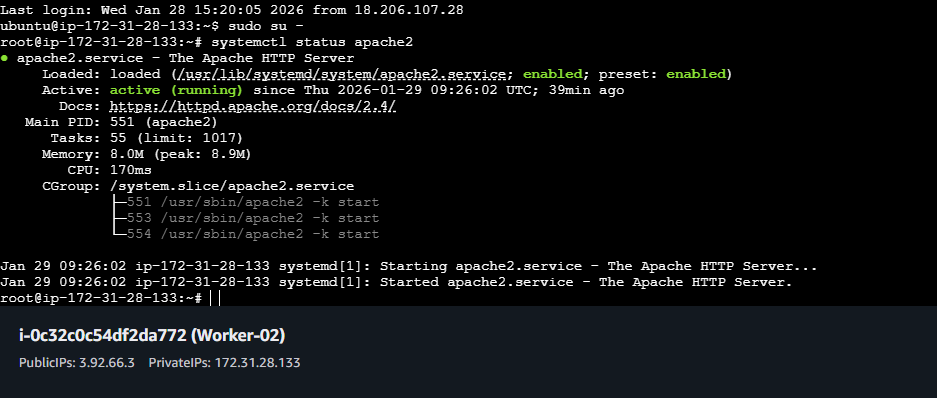 Last login: Wed Jan 28 15:20:05 2026 from 18.206.107.28
ubuntu@ip-172-31-28-133:~$ sudo su -
root@ip-172-31-28-133:~# systemctl status apache2
● apache2.service - The Apache HTTP Server
     Loaded: loaded (/usr/lib/systemd/system/apache2.service; enabled; preset: enabled)
     Active: active (running) since Thu 2026-01-29 09:26:02 UTC; 39min ago
       Docs: https://httpd.apache.org/docs/2.4/
   Main PID: 551 (apache2)
      Tasks: 55 (limit: 1017)
     Memory: 8.0M (peak: 8.9M)
        CPU: 170ms
     CGroup: /system.slice/apache2.service
             ├─551 /usr/sbin/apache2 -k start
             ├─553 /usr/sbin/apache2 -k start
             └─554 /usr/sbin/apache2 -k start
Jan 29 09:26:02 ip-172-31-28-133 systemd[1]: Starting apache2.service - The Apache HTTP Server...
Jan 29 09:26:02 ip-172-31-28-133 systemd[1]: Started apache2.service - The Apache HTTP Server.
root@ip-172-31-28-133:~#
i-0c32c0c54df2da772 (Worker-02)
PublicIPs: 3.92.66.3 PrivateIPs: 172.31.28.133